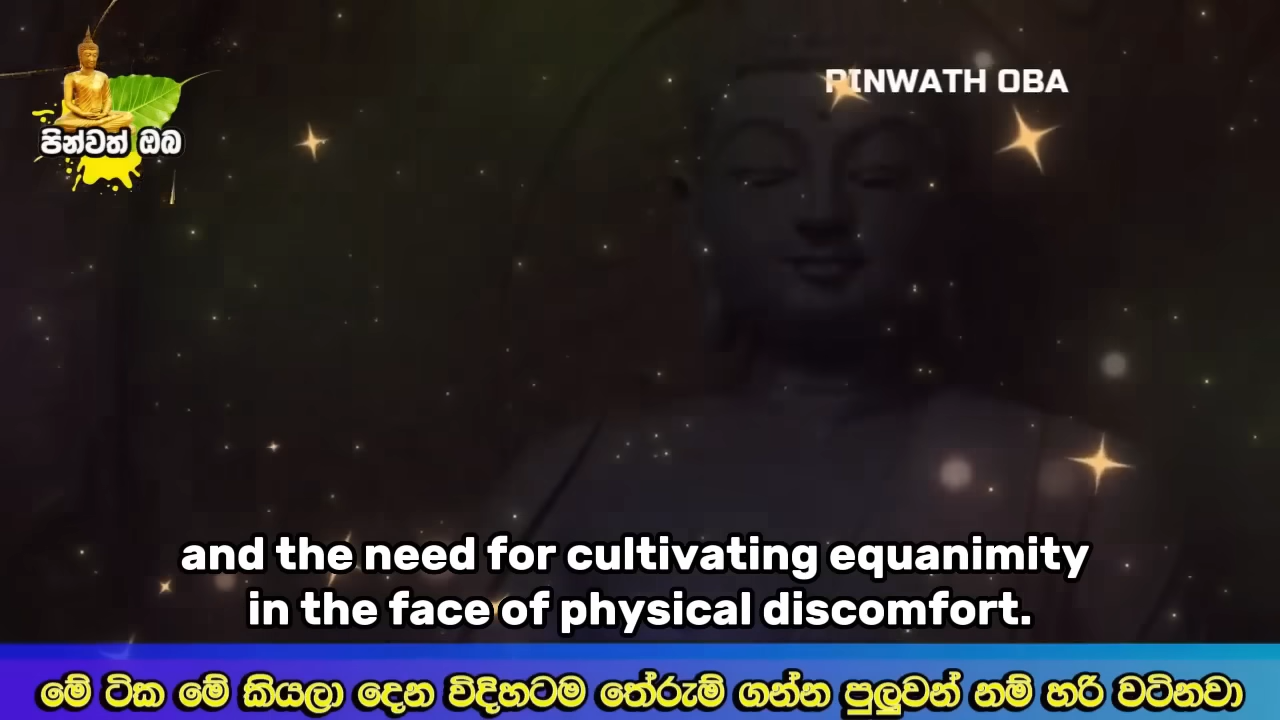 PINWATH OBA
පින්වත් ඔබ
and the need for cultivating equanimity
in the face of physical discomfort.
මේ ටික මේ කියලා දෙන විදිහටම තේරුම් ගන්න පුලුවන් නම් හරි වටිනවා